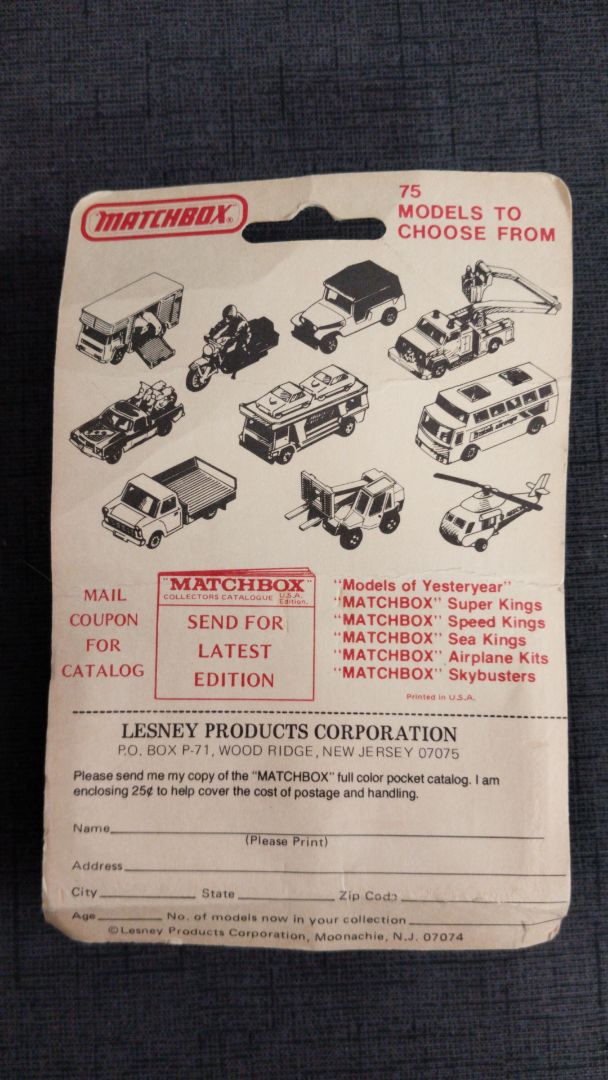 MATCHBOX®
75
MODELS TO
CHOOSE FROM
british airways
MAIL
COUPON
FOR
CATALOG
"MATCHBOX"
COLLECTORS CATALOGUE U.S.A. Edition.
SEND FOR
LATEST
EDITION
"Models of Yesteryear"
"MATCHBOX" Super Kings
"MATCHBOX" Speed Kings
"MATCHBOX" Sea Kings
"MATCHBOX" Airplane Kits
"MATCHBOX" Skybusters
Printed in U.S.A.
LESNEY PRODUCTS CORPORATION
P.O. BOX P-71, WOOD RIDGE, NEW JERSEY 07075
Please send me my copy of the "MATCHBOX" full color pocket catalog. I am
enclosing 25¢ to help cover the cost of postage and handling.
Name
(Please Print)
Address
City State Zip Code
Age No. of models now in your collection
©Lesney Products Corporation, Moonachie, N.J. 07074